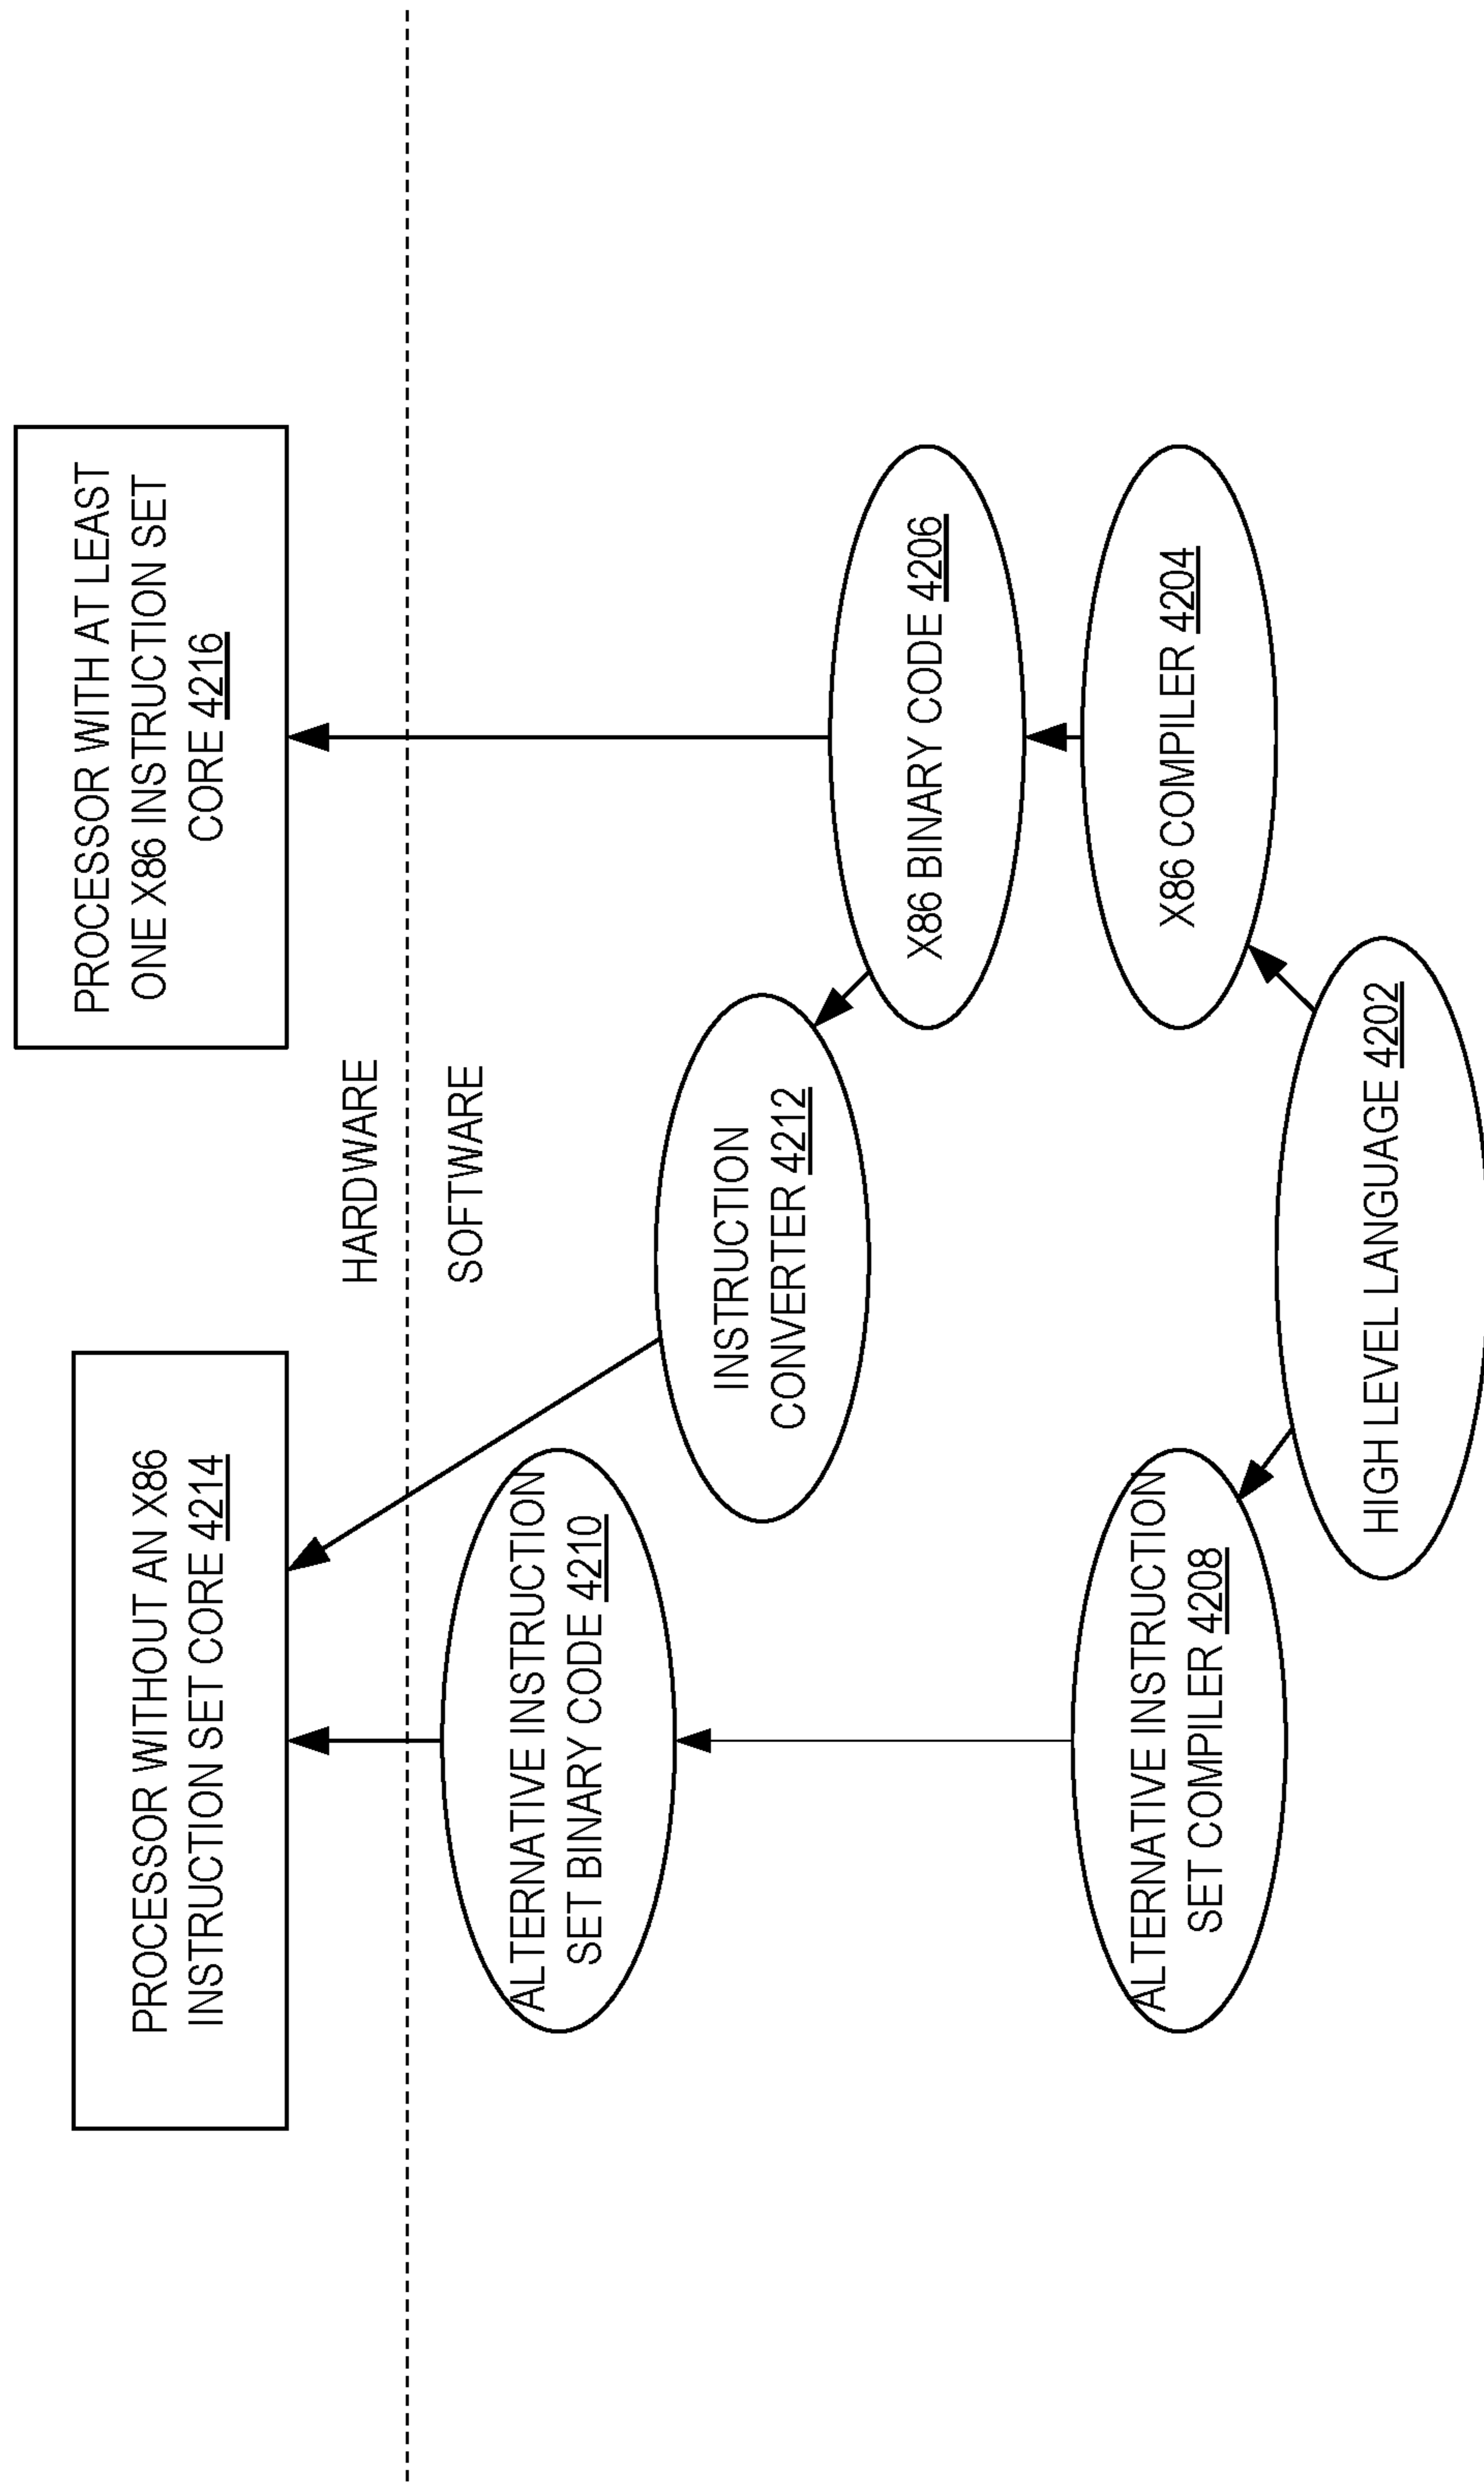 PROCESSOR WITHOUT AN X86
INSTRUCTION SET CORE 4214
PROCESSOR WITH AT LEAST
ONE X86 INSTRUCTION SET
CORE 4216
HARDWARE
SOFTWARE
ALTERNATIVE INSTRUCTION
SET BINARY CODE 4210
INSTRUCTION
CONVERTER 4212
X86 BINARY CODE 4206
ALTERNATIVE INSTRUCTION
SET COMPILER 4208
X86 COMPILER 4204
HIGH LEVEL LANGUAGE 4202